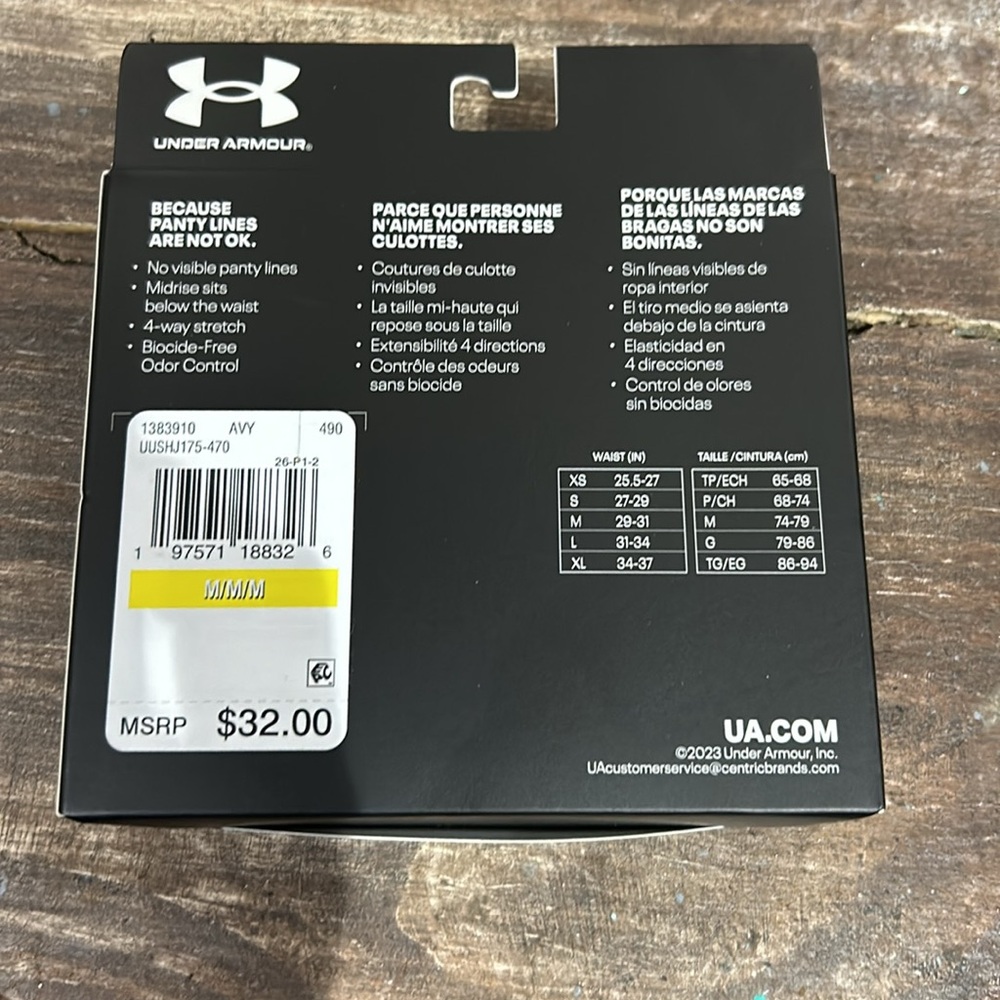 UNDER ARMOUR®
BECAUSE
PANTY LINES
ARE NOT OK.
• No visible panty lines
• Midrise sits
below the waist
• 4-way stretch
• Biocide-Free
Odor Control
PARCE QUE PERSONNE
N'AIME MONTRER SES
CULOTTES.
• Coutures de culotte
invisibles
• La taille mi-haute qui
repose sous la taille
• Extensibilité 4 directions
• Contrôle des odeurs
sans biocide
PORQUE LAS MARCAS
DE LAS LÍNEAS DE LAS
BRAGAS NO SON
BONITAS.
• Sin líneas visibles de
ropa interior
• El tiro medio se asienta
debajo de la cintura
• Elasticidad en
4 direcciones
• Control de olores
sin biocidas
1383910 AVY 490
UUSHJ175-470
26-P1-2
1 97571 18832 6
M/M/M
MSRP $32.00
WAIST (IN)
XS 25.5-27
S 27-29
M 29-31
L 31-34
XL 34-37
TAILLE /CINTURA (cm)
TP/ECH 65-68
P/CH 68-74
M 74-79
G 79-86
TG/EG 86-94
UA.COM
©2023 Under Armour, Inc.
UAcustomerservice@centricbrands.com